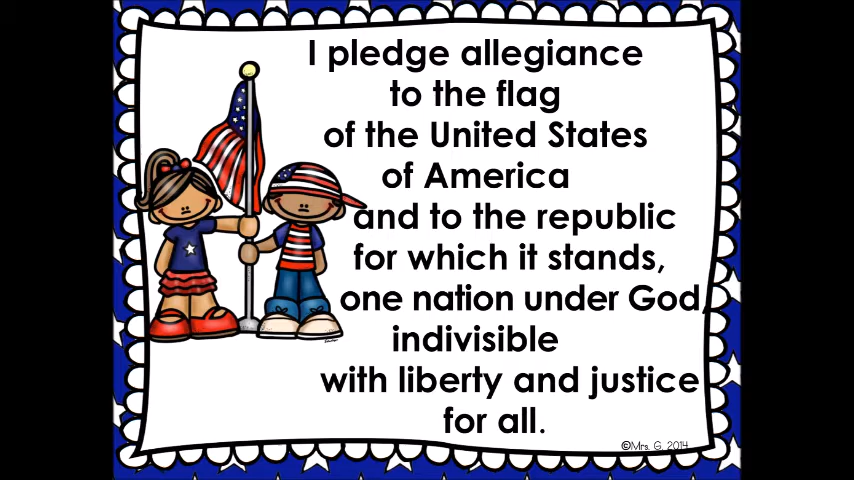 I pledge allegiance
to the flag
of the United States
of America
and to the republic
for which it stands,
one nation under God,
indivisible
with liberty and justice
for all.
©Mrs. G. 2014